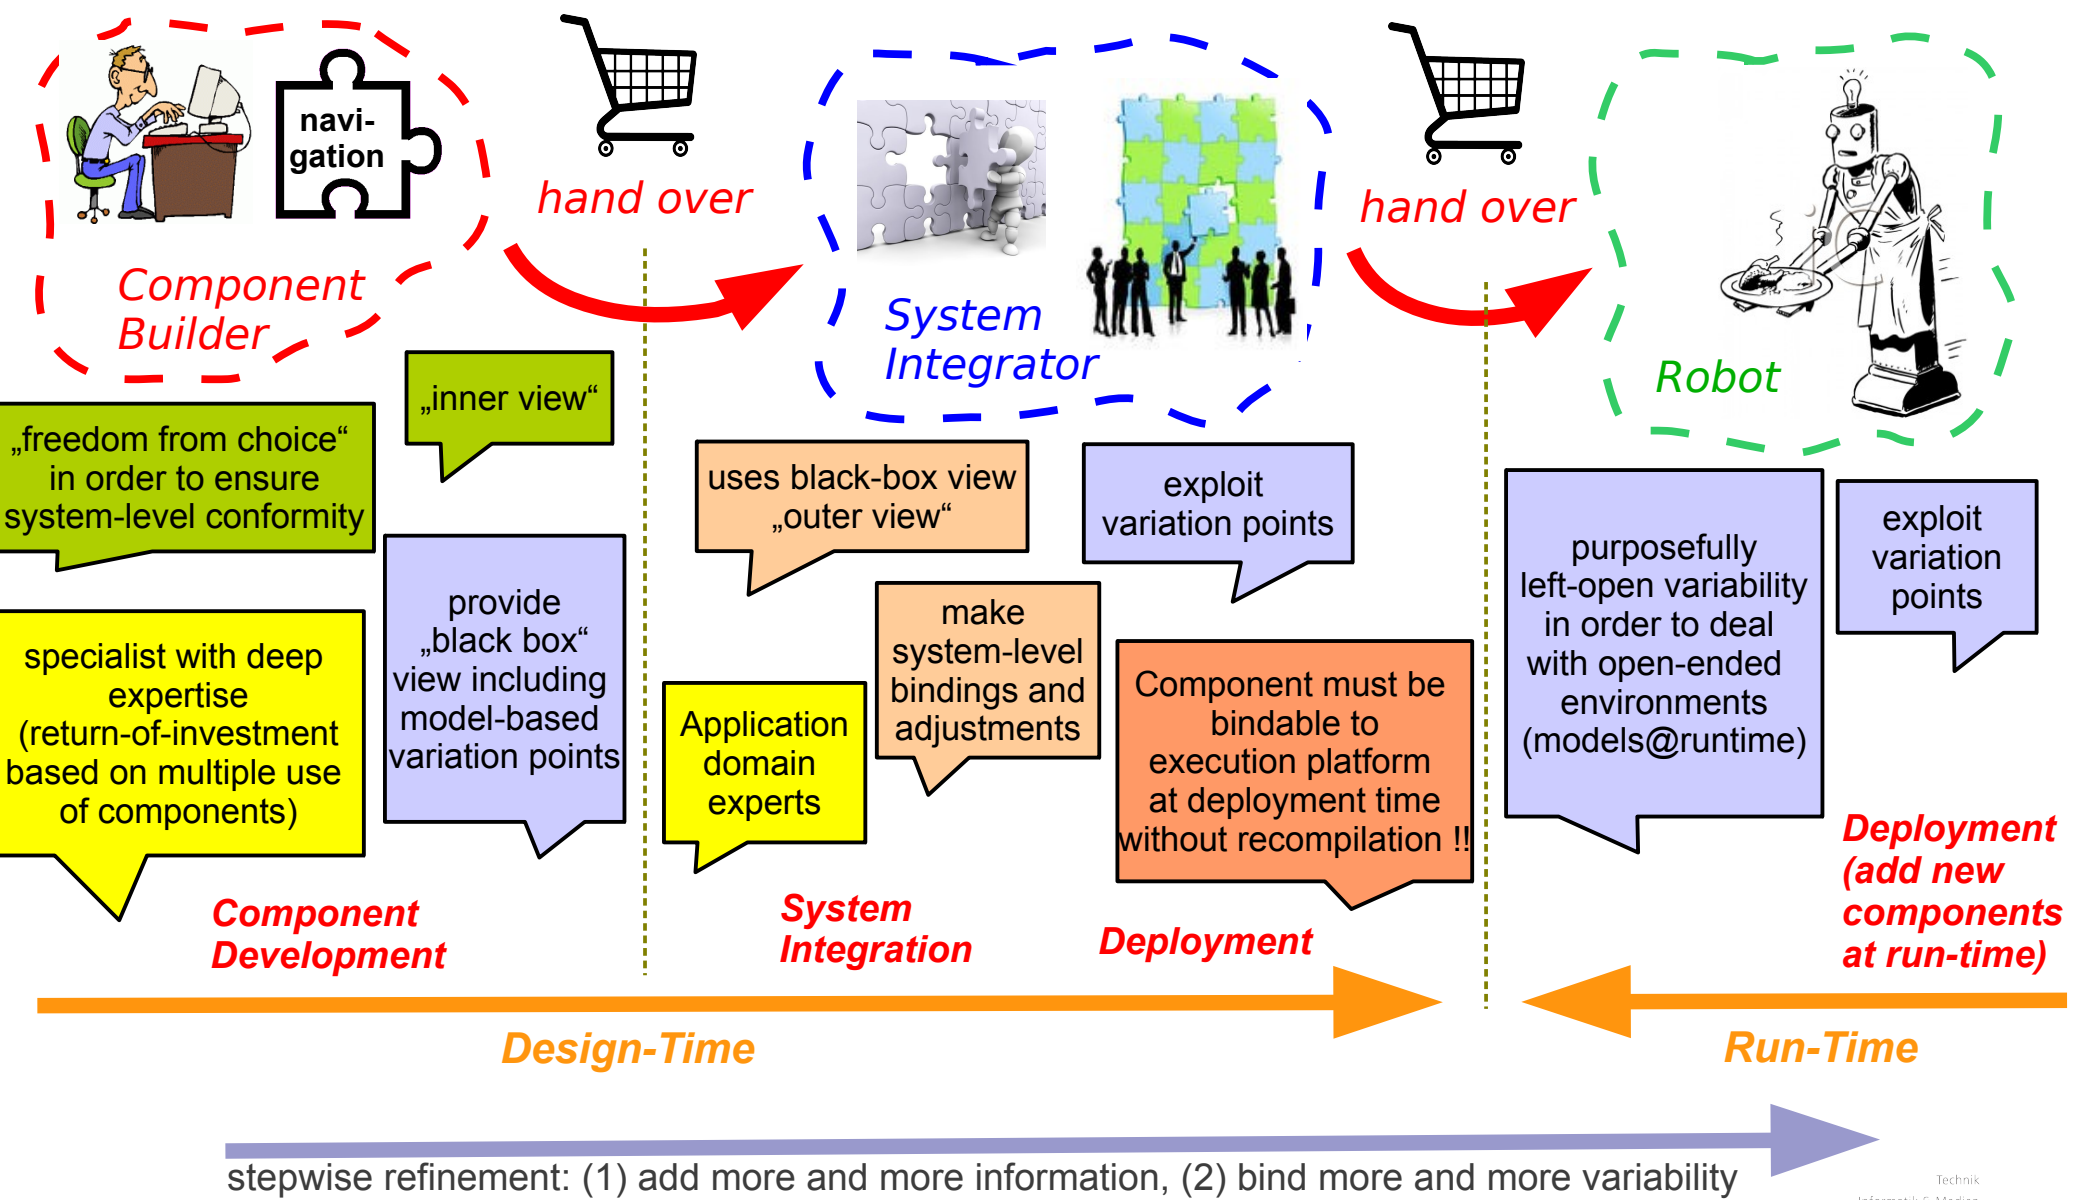 navi-
gation
hand over
hand over
Component
Builder
System
Integrator
Robot
„inner view“
„freedom from choice“
in order to ensure
system-level conformity
uses black-box view
„outer view“
exploit
variation points
purposefully
left-open variability
in order to deal
with open-ended
environments
(models@runtime)
exploit
variation
points
specialist with deep
expertise
(return-of-investment
based on multiple use
of components)
provide
„black box“
view including
model-based
variation points
Application
domain
experts
make
system-level
bindings and
adjustments
Component must be
bindable to
execution platform
at deployment time
without recompilation !!
Component
Development
System
Integration
Deployment
Deployment
(add new
components
at run-time)
Design-Time
Run-Time
stepwise refinement: (1) add more and more information, (2) bind more and more variability
Technik
Informatik & Medien